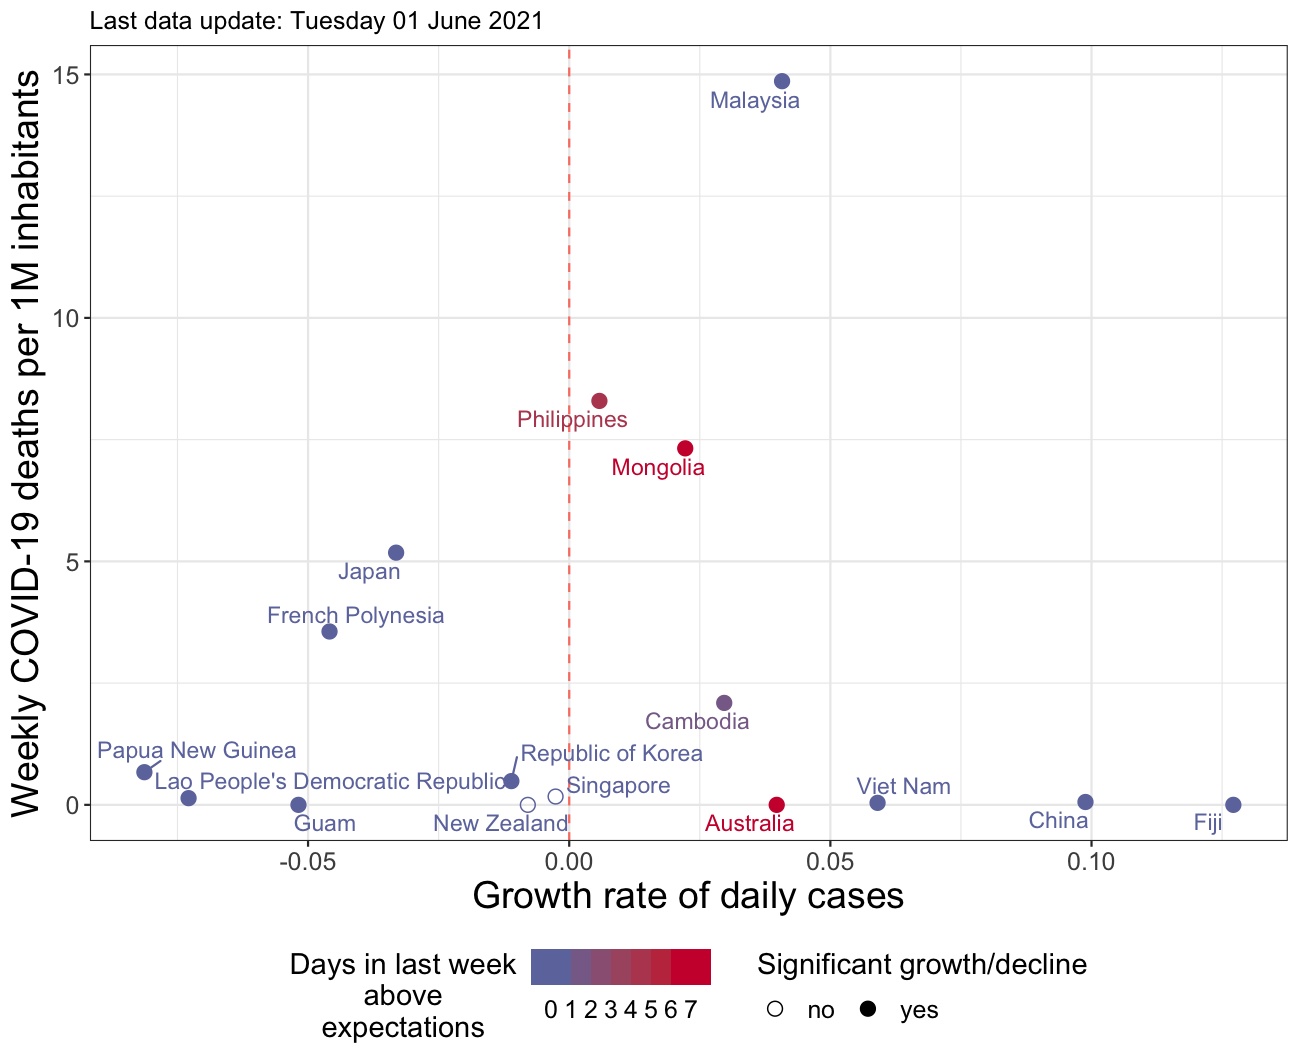 Last data update: Tuesday 01 June 2021
Weekly COVID-19 deaths per 1M inhabitants
15
10
5
0
Malaysia
Philippines
Mongolia
Japan
French Polynesia
Cambodia
Papua New Guinea
Republic of Korea
Lao People's Democratic Republic
Singapore
Viet Nam
Guam
New Zealand
Australia
China
Fiji
-0.05
0.00
0.05
0.10
Growth rate of daily cases
Days in last week
above
expectations
0 1 2 3 4 5 6 7
Significant growth/decline
no
yes